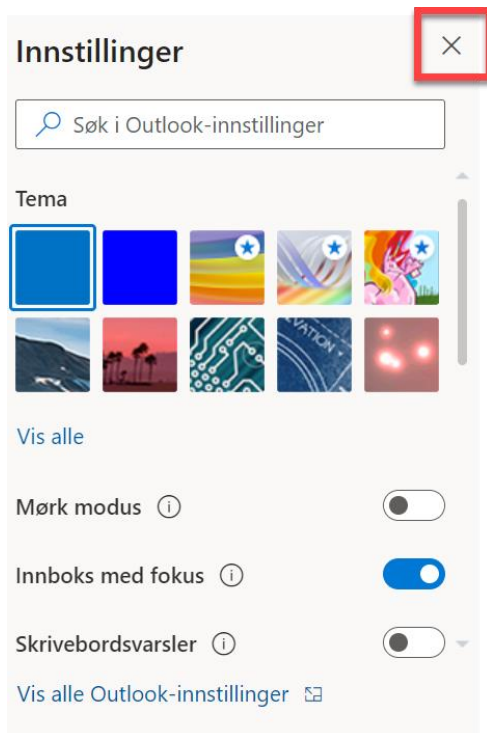 Innstillinger
Søk i Outlook-innstillinger
Tema
Vis alle
Mørk modus
Innboks med fokus
Skrivebordsvarsler
Vis alle Outlook-innstillinger